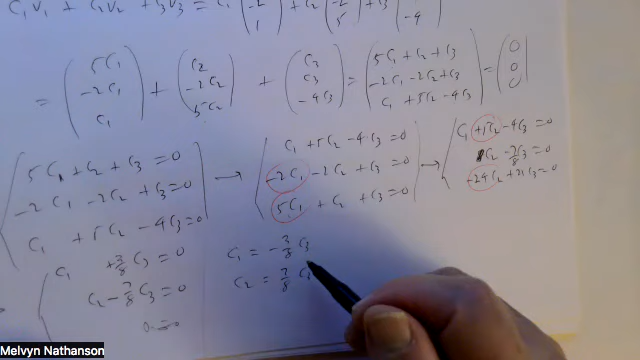 C₁V₁ + C₂V₂ + C₃V₃ = C₁ (-2 1) + C₂ (-2 5) + C₃ ( -4)
= (5C₁ -2C₁ C₁) + (C₂ -2C₂ 5C₂) + (C₃ C₃ -4C₃) = (5C₁ + C₂ + C₃ -2C₁ -2C₂ + C₃ C₁ + 5C₂ -4C₃) = (0 0 0)
5C₁ + C₂ + C₃ = 0
-2C₁ -2C₂ + C₃ = 0
C₁ + 5C₂ -4C₃ = 0
→
C₁ + 5C₂ -4C₃ = 0
-2C₁ -2C₂ + C₃ = 0
5C₁ + C₂ + C₃ = 0
→
C₁ + 5C₂ -4C₃ = 0
C₂ -7/8 C₃ = 0
-24C₂ + 21C₃ = 0
C₁ + 3/8 C₃ = 0
C₂ - 7/8 C₃ = 0
0 = 0
C₁ = -3/8 C₃
C₂ = 7/8 C₃
Melvyn Nathanson